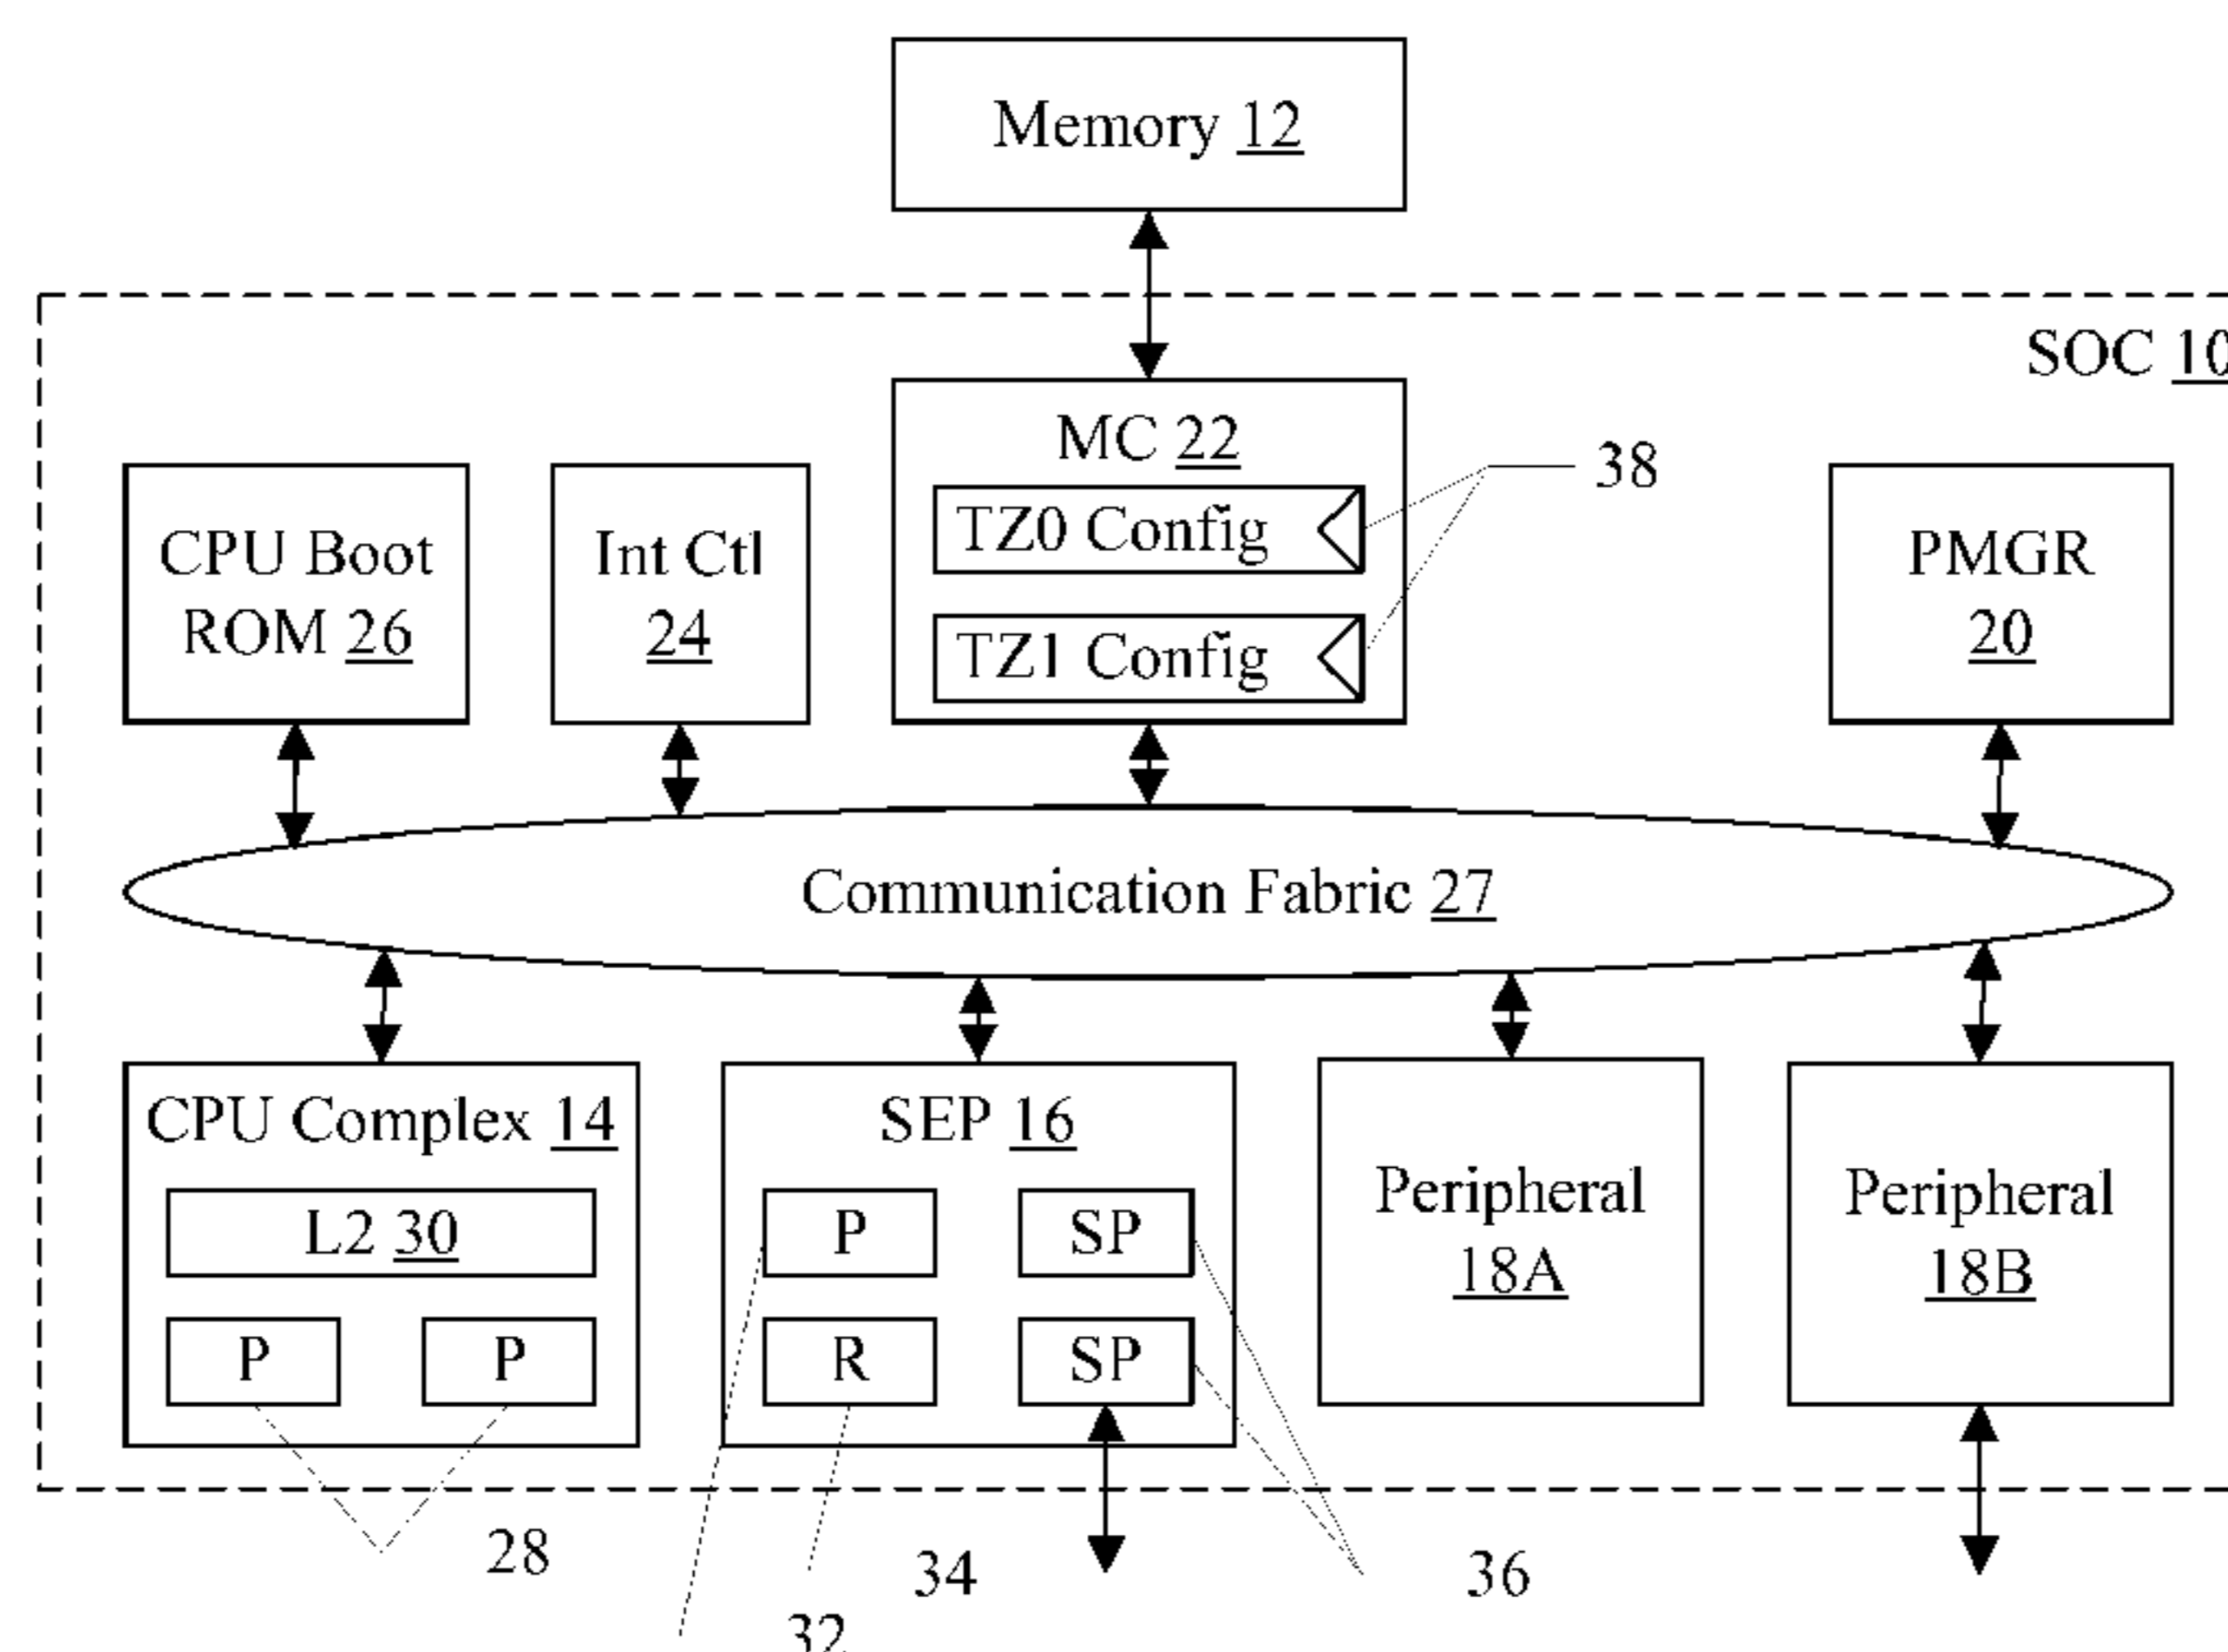 Memory 12
SOC 10
MC 22
38
TZ0 Config
TZ1 Config
CPU Boot
ROM 26
Int Ctl
24
PMGR
20
Communication Fabric 27
CPU Complex 14
L2 30
P
P
SEP 16
P
SP
R
SP
Peripheral
18A
Peripheral
18B
28
34
36
32